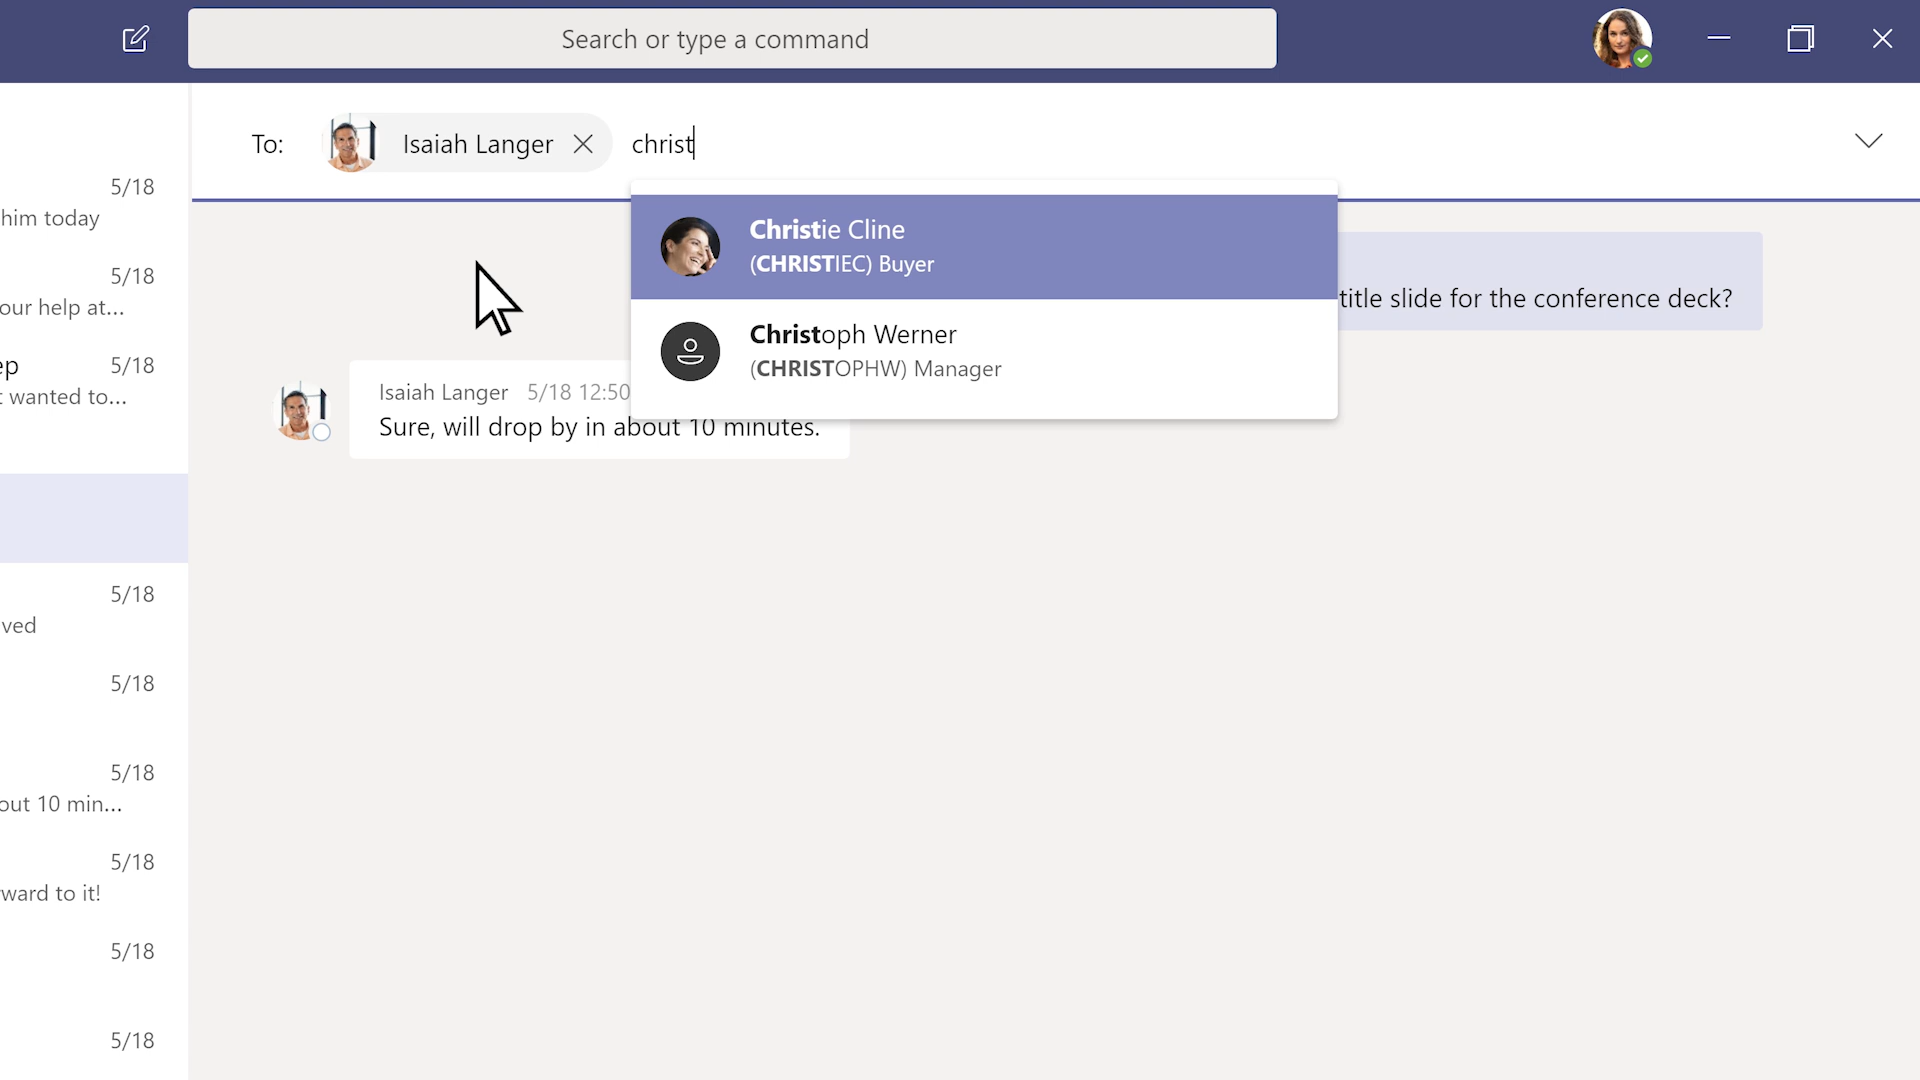 Search or type a command
To: Isaiah Langer christ
Christie Cline
(CHRISTIEC) Buyer
Christoph Werner
(CHRISTOPHW) Manager
title slide for the conference deck?
Isaiah Langer 5/18 12:50
Sure, will drop by in about 10 minutes.
5/18
him today
5/18
our help at...
ep 5/18
t wanted to...
5/18
ved
5/18
5/18
out 10 min...
5/18
ward to it!
5/18
5/18